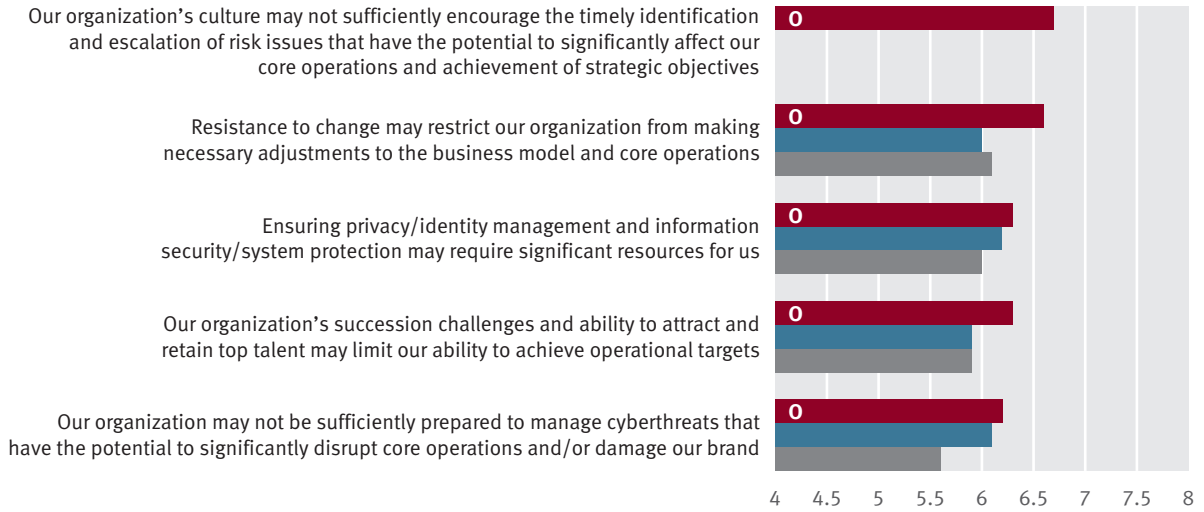 Our organization’s culture may not sufficiently encourage the timely identification
and escalation of risk issues that have the potential to significantly affect our
core operations and achievement of strategic objectives
O
Resistance to change may restrict our organization from making
necessary adjustments to the business model and core operations
O
Ensuring privacy/identity management and information
security/system protection may require significant resources for us
O
Our organization’s succession challenges and ability to attract and
retain top talent may limit our ability to achieve operational targets
O
Our organization may not be sufficiently prepared to manage cyberthreats that
have the potential to significantly disrupt core operations and/or damage our brand
O
4 4.5 5 5.5 6 6.5 7 7.5 8